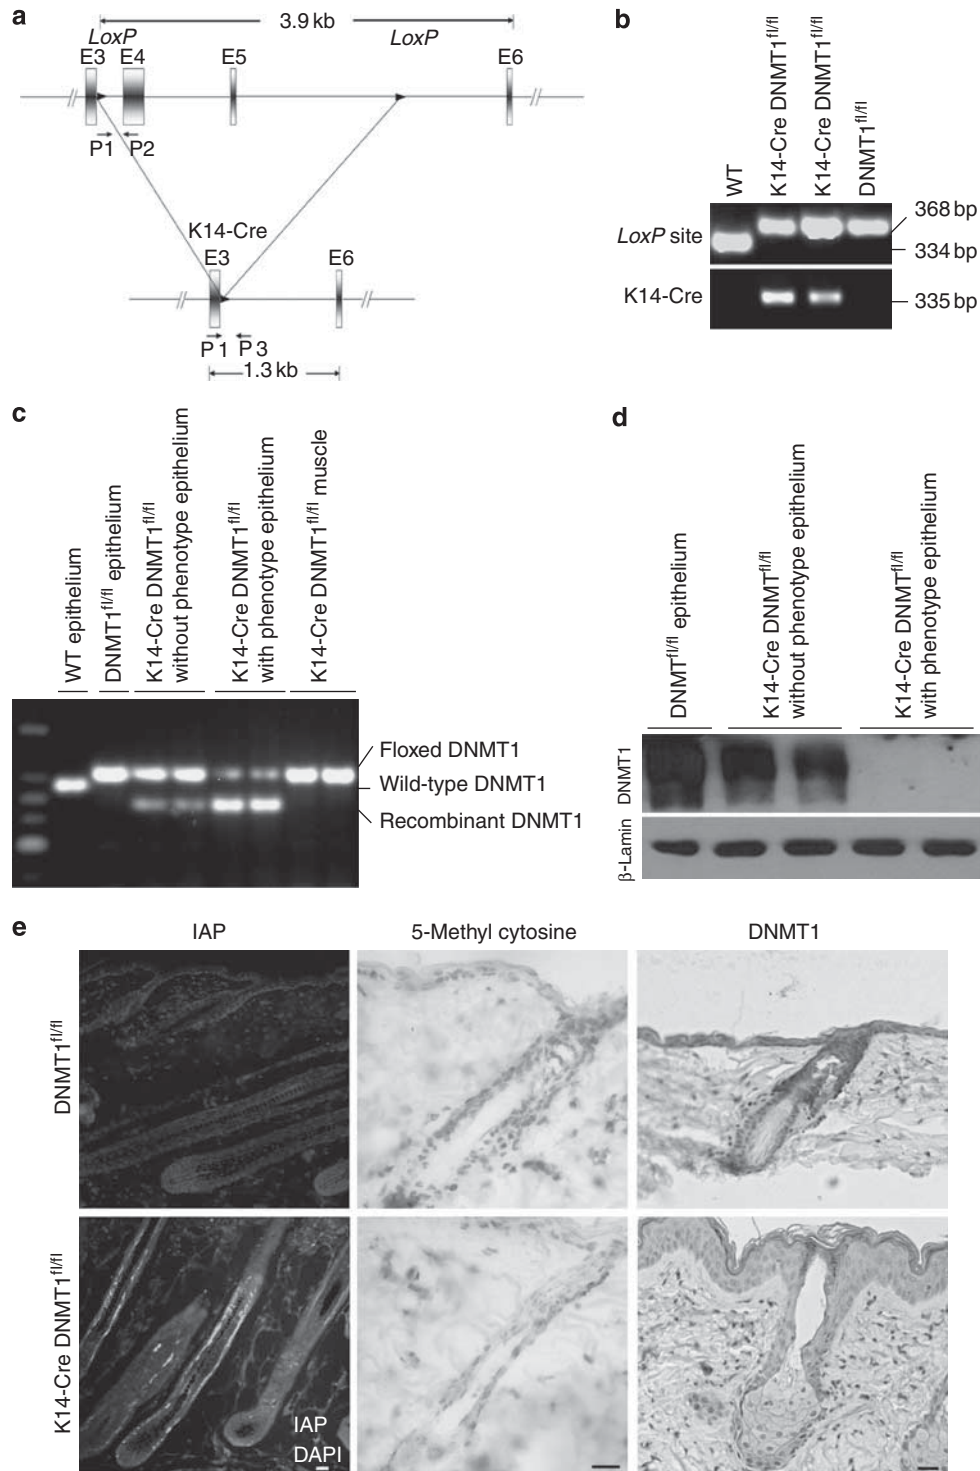 a
3.9 kb
LoxP
LoxP
E3 E4 E5 E6
P1 P2
K14-Cre
E3 E6
P1 P3
1.3 kb
b
WT
K14-Cre DNMT1fl/fl
K14-Cre DNMT1fl/fl
DNMT1fl/fl
LoxP site
368 bp
334 bp
K14-Cre
335 bp
c
WT epithelium
DNMT1fl/fl epithelium
K14-Cre DNMT1fl/fl
without phenotype epithelium
K14-Cre DNMT1fl/fl
with phenotype epithelium
K14-Cre DNMT1fl/fl muscle
Floxed DNMT1
Wild-type DNMT1
Recombinant DNMT1
d
DNMTfl/fl epithelium
K14-Cre DNMTfl/fl
without phenotype epithelium
K14-Cre DNMTfl/fl
with phenotype epithelium
DNMT1
β-Lamin
e
IAP
5-Methyl cytosine
DNMT1
DNMT1fl/fl
K14-Cre DNMT1fl/fl
IAP
DAPI